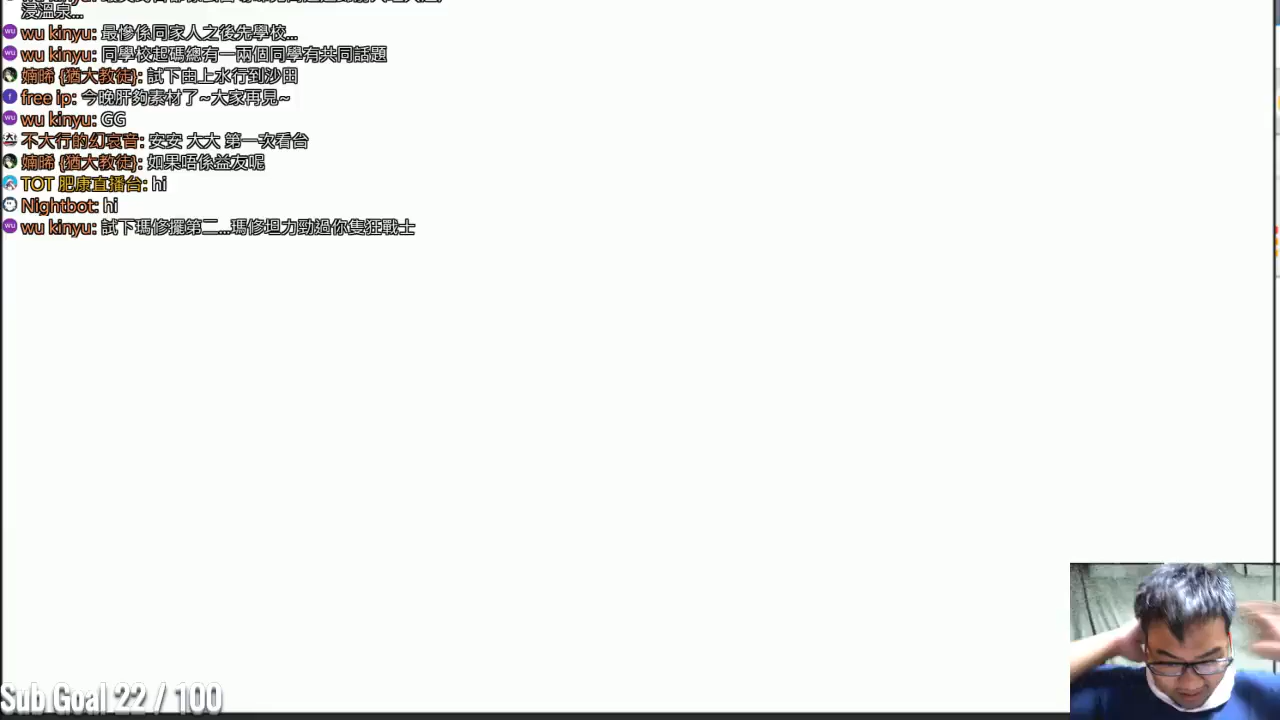 浸溫泉...
wu kinyu: 最慘係同家人之後先學校...
wu kinyu: 同學校起碼總有一兩個同學有共同話題
媕晞 {猶大教徒}: 試下由上水行到沙田
free ip: 今晚肝夠素材了~大家再見~
wu kinyu: GG
不大行的幻哀音: 安安 大大 第一次看台
{猶大教徒}: 如果唔係益友呢
TOT 肥康直播台: hi
Nightbot: hi
wu kinyu: 試下瑪修擺第二...瑪修坦力勁過你隻狂戰士
Sub Goal 22 / 100